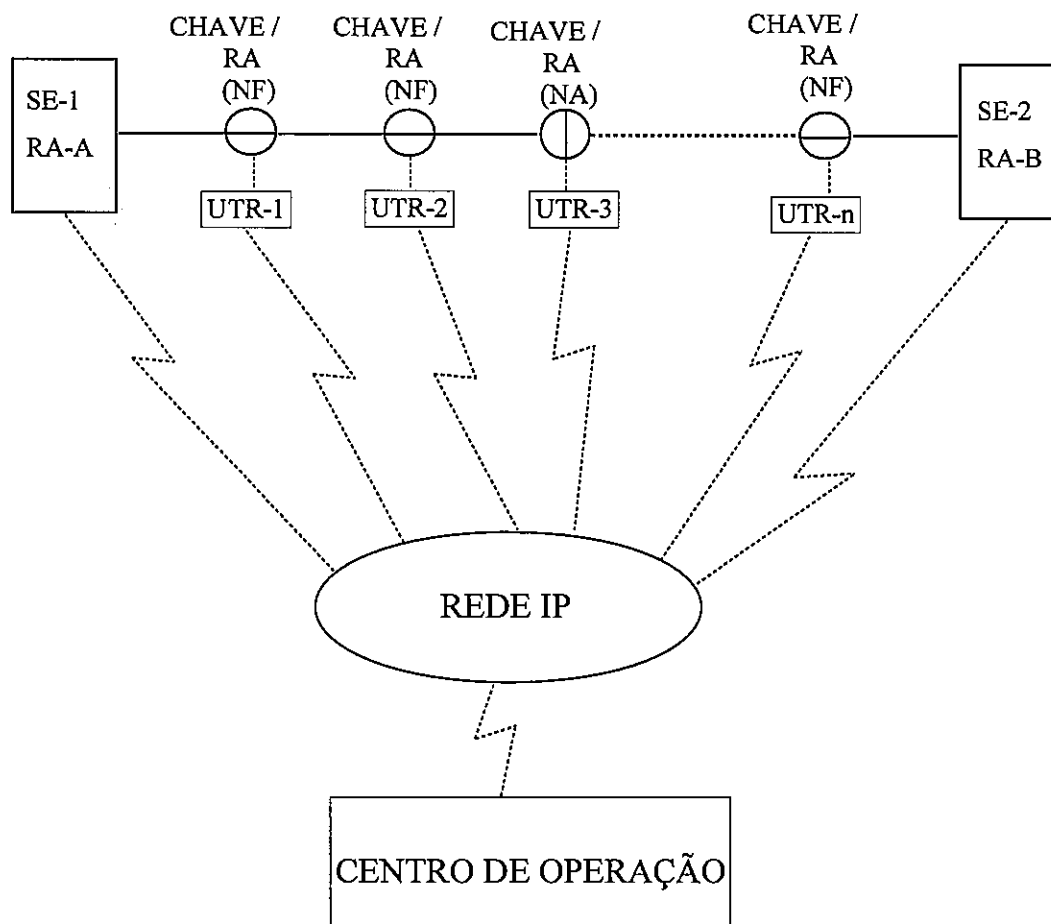 CHAVE /
RA
(NF)
CHAVE /
RA
(NF)
CHAVE /
RA
(NA)
CHAVE /
RA
(NF)
SE-1
RA-A
SE-2
RA-B
UTR-1
UTR-2
UTR-3
UTR-n
REDE IP
CENTRO DE OPERAÇÃO